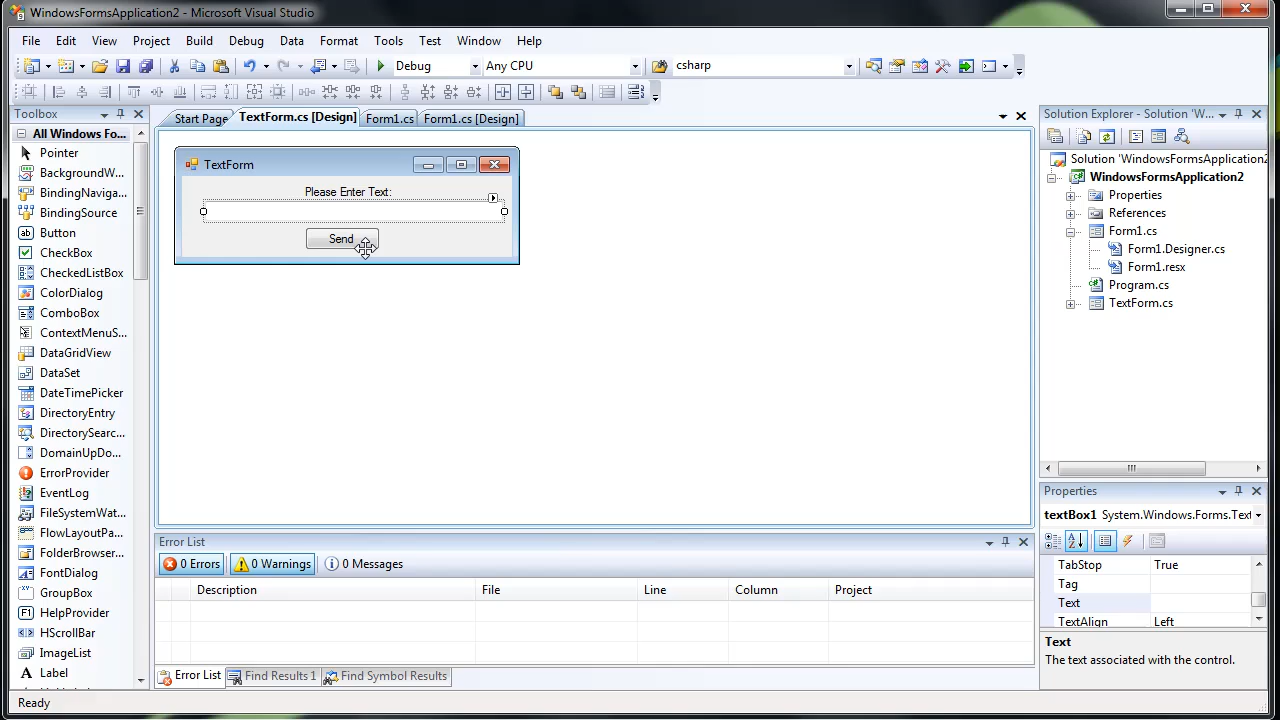 WindowsFormsApplication2 - Microsoft Visual Studio
File Edit View Project Build Debug Data Format Tools Test Window Help
Debug Any CPU csharp
Toolbox
All Windows Fo...
Pointer
BackgroundW...
BindingNaviga...
BindingSource
Button
CheckBox
CheckedListBox
ColorDialog
ComboBox
ContextMenuS...
DataGridView
DataSet
DateTimePicker
DirectoryEntry
DirectorySearc...
DomainUpDo...
ErrorProvider
EventLog
FileSystemWat...
FlowLayoutPa...
FolderBrowser...
FontDialog
GroupBox
HelpProvider
HScrollBar
ImageList
A Label
Start Page TextForm.cs [Design] Form1.cs Form1.cs [Design]
TextForm
Please Enter Text:
Send
Error List
0 Errors 0 Warnings 0 Messages
Description File Line Column Project
Error List Find Results 1 Find Symbol Results
Solution Explorer - Solution 'W...
Solution 'WindowsFormsApplication2
WindowsFormsApplication2
Properties
References
Form1.cs
Form1.Designer.cs
Form1.resx
Program.cs
TextForm.cs
Properties
textBox1 System.Windows.Forms.Text
TabStop True
Tag
Text
TextAlign Left
Text
The text associated with the control.
Ready